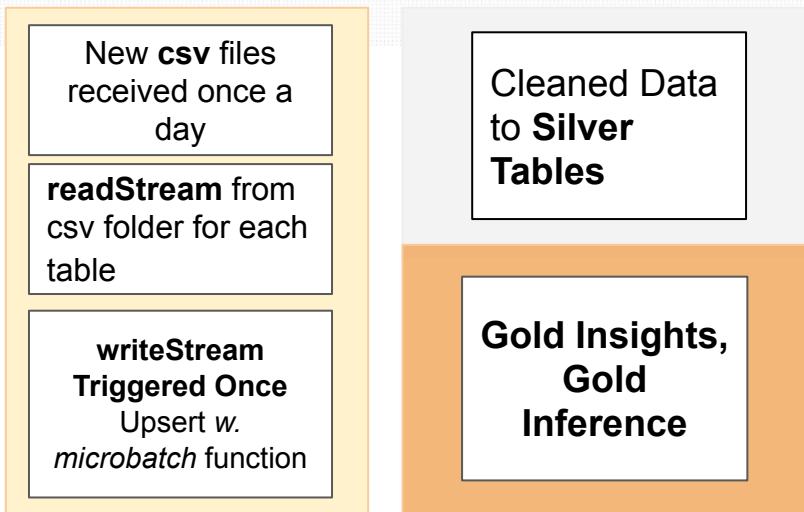 New csv files
received once a
day
readStream from
csv folder for each
table
writeStream
Triggered Once
Upsert w.
microbatch function
Cleaned Data
to Silver
Tables
Gold Insights,
Gold
Inference